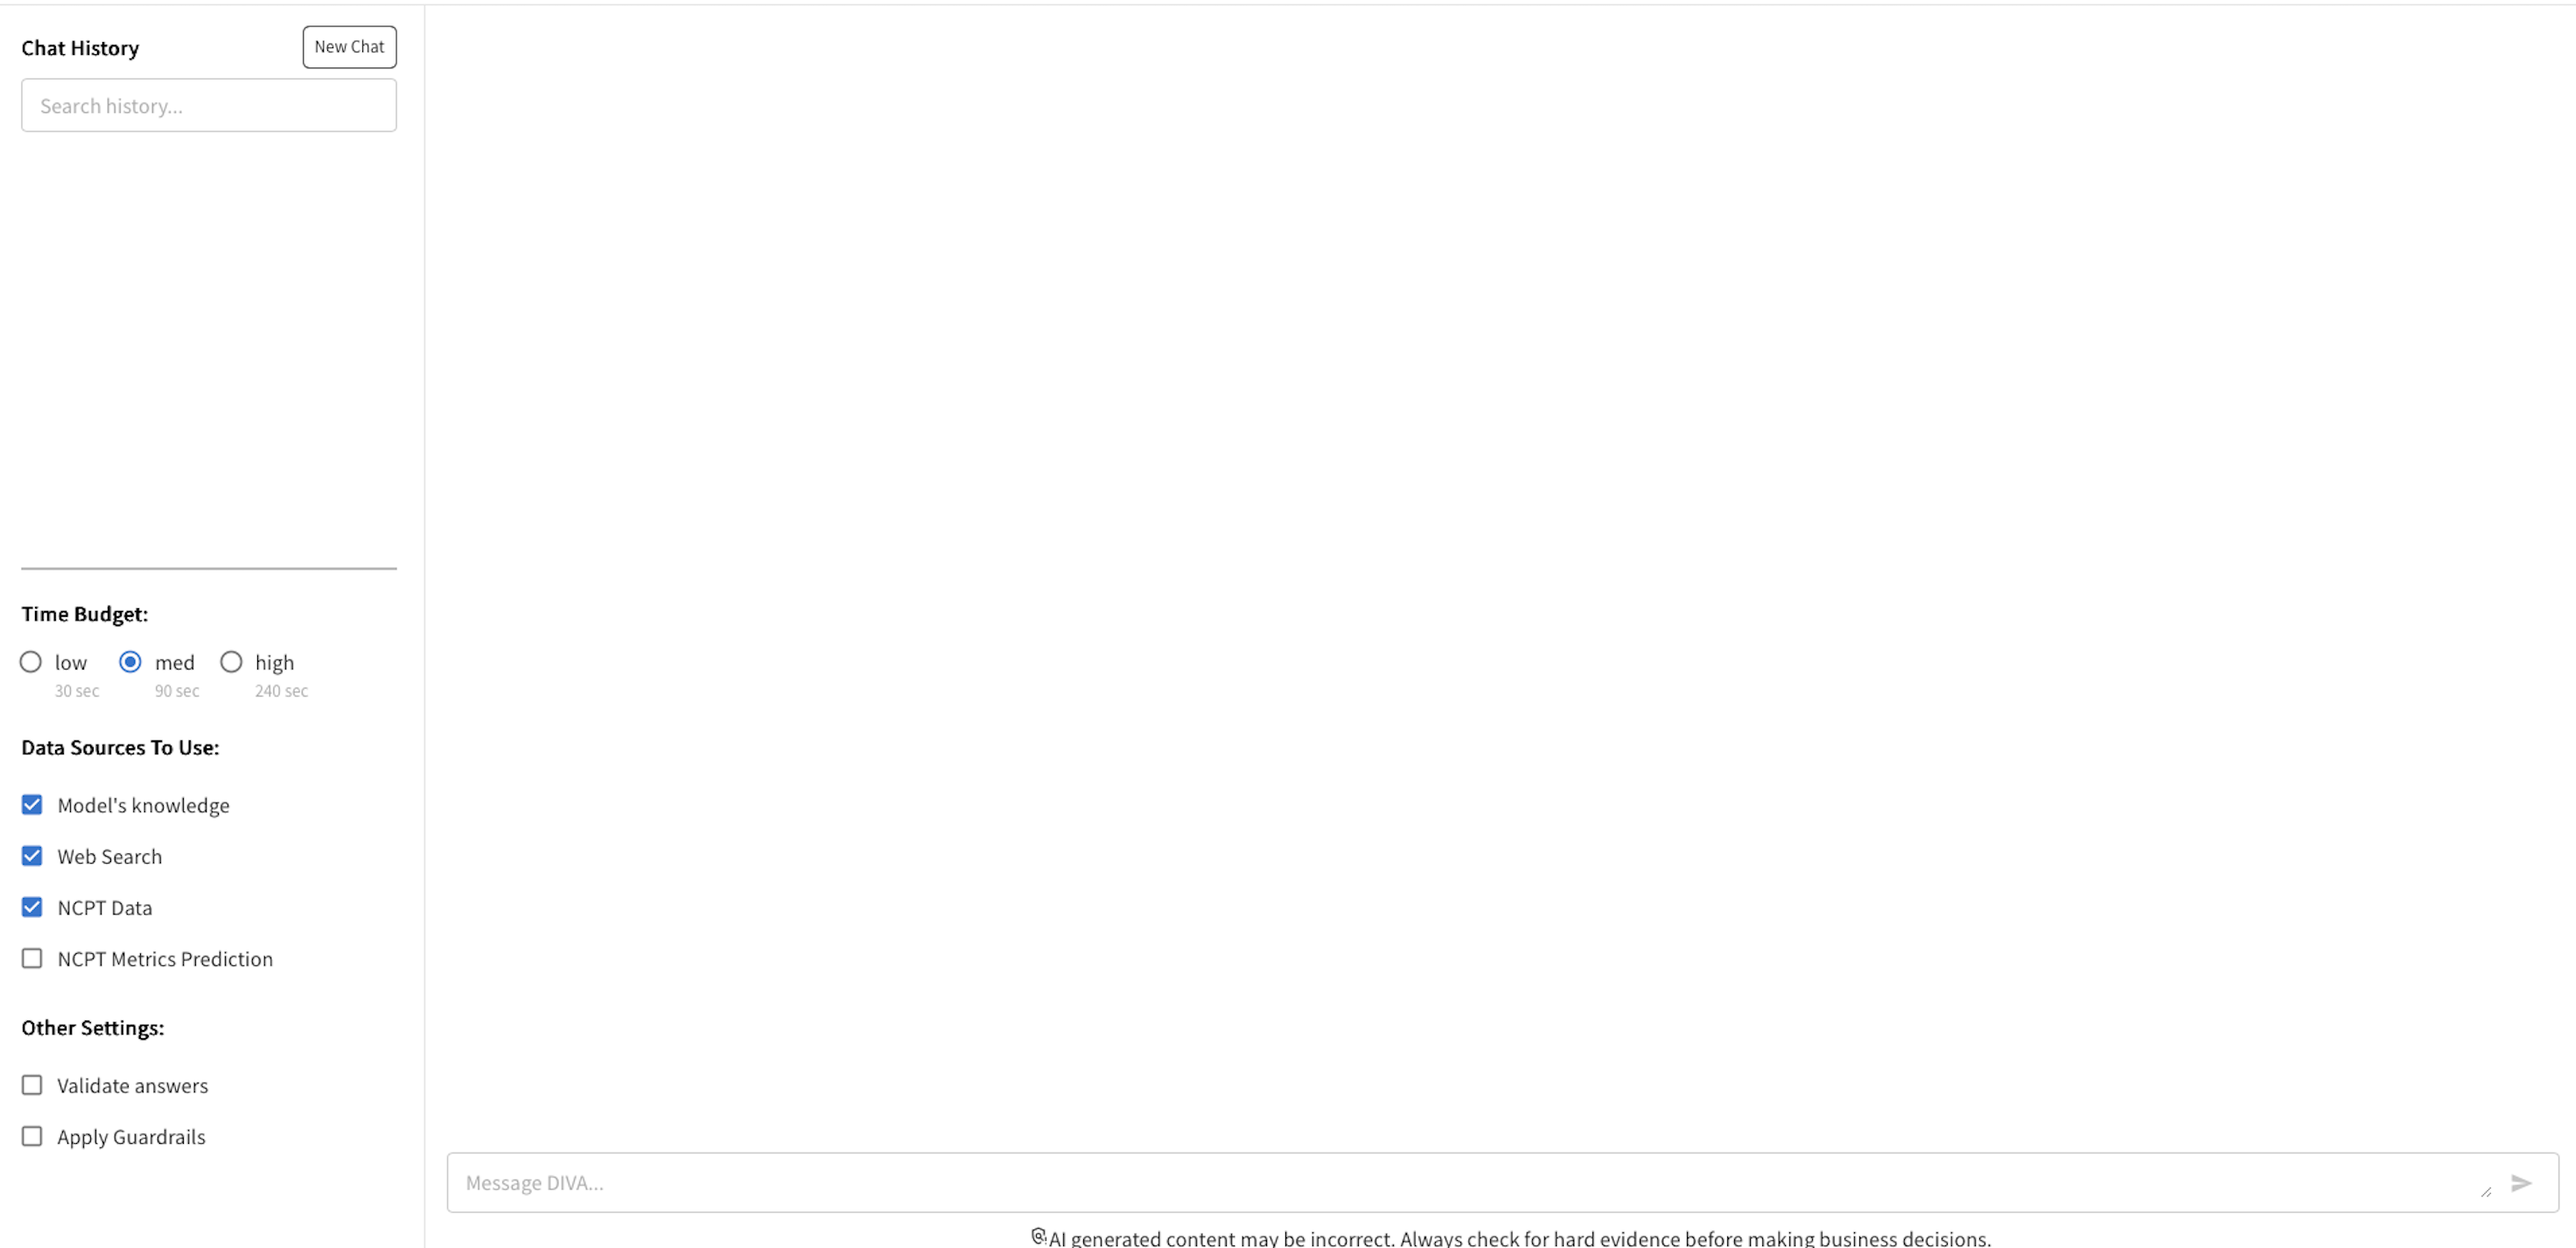 Chat History
New Chat
Search history...
Time Budget:
low med high
30 sec 90 sec 240 sec
Data Sources To Use:
Model's knowledge
Web Search
NCPT Data
NCPT Metrics Prediction
Other Settings:
Validate answers
Apply Guardrails
Message DIVA...
AI generated content may be incorrect. Always check for hard evidence before making business decisions.